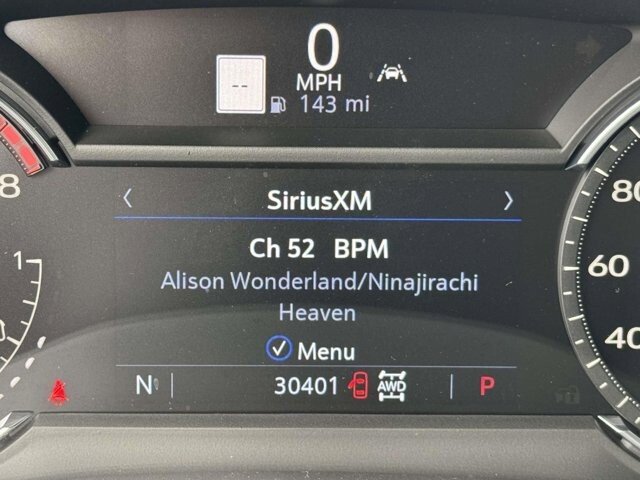 0
MPH
--
143 mi
8
80
SiriusXM
Ch 52 BPM
1
60
Alison Wonderland/Ninajirachi
Heaven
0
40
Menu
N
30401
AWD
P